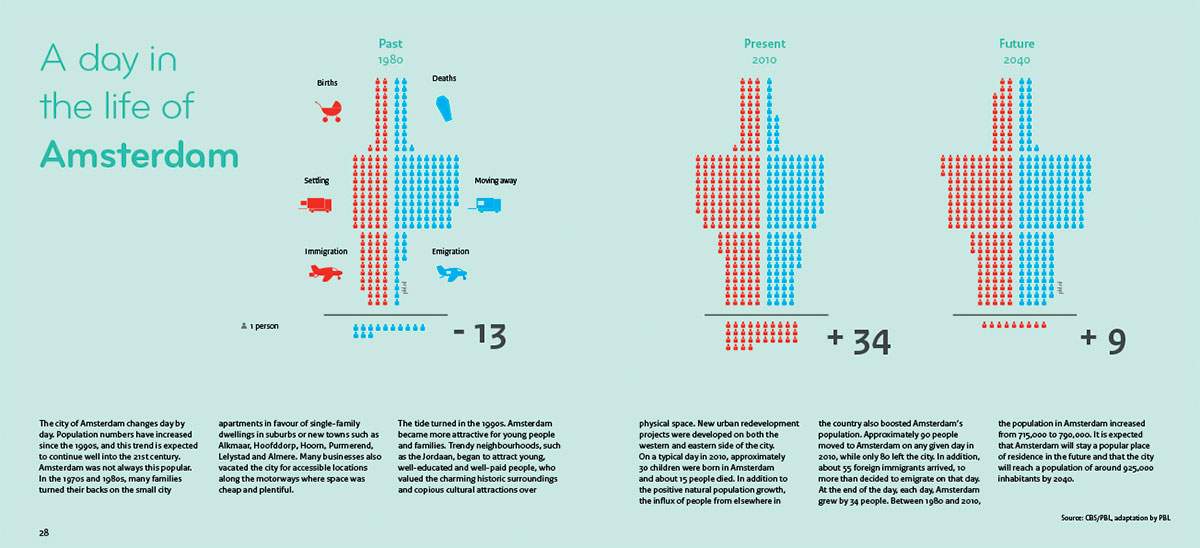 A day in
the life of
Amsterdam
Past
1980
Births
Deaths
Settling
Moving away
Immigration
Emigration
pbl.nl
1 person
- 13
Present
2010
+ 34
Future
2040
pbl.nl
+ 9
The city of Amsterdam changes day by
day. Population numbers have increased
since the 1990s, and this trend is expected
to continue well into the 21st century.
Amsterdam was not always this popular.
In the 1970s and 1980s, many families
turned their backs on the small city
apartments in favour of single-family
dwellings in suburbs or new towns such as
Alkmaar, Hoofddorp, Hoorn, Purmerend,
Lelystad and Almere. Many businesses also
vacated the city for accessible locations
along the motorways where space was
cheap and plentiful.
The tide turned in the 1990s. Amsterdam
became more attractive for young people
and families. Trendy neighbourhoods, such
as the Jordaan, began to attract young,
well-educated and well-paid people, who
valued the charming historic surroundings
and copious cultural attractions over
physical space. New urban redevelopment
projects were developed on both the
western and eastern side of the city.
On a typical day in 2010, approximately
30 children were born in Amsterdam
and about 15 people died. In addition to
the positive natural population growth,
the influx of people from elsewhere in
the country also boosted Amsterdam's
population. Approximately 90 people
moved to Amsterdam on any given day in
2010, while only 80 left the city. In addition,
about 55 foreign immigrants arrived, 10
more than decided to emigrate on that day.
At the end of the day, each day, Amsterdam
grew by 34 people. Between 1980 and 2010,
the population in Amsterdam increased
from 715,000 to 790,000. It is expected
that Amsterdam will stay a popular place
of residence in the future and that the city
will reach a population of around 925,000
inhabitants by 2040.
Source: CBS/PBL, adaptation by PBL
28